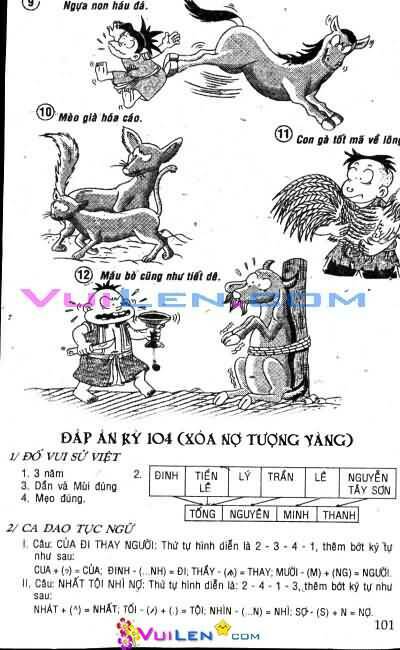 9 Ngựa non háu đá.
10 Mèo già hóa cáo.
11 Con gà tốt mã về lông
12 Máu bò cũng như tiết dê.
VUILEN.COM
ĐÁP ÁN KỲ 104 (XÓA NỢ TƯỢNG VÀNG)
1/ ĐỐ VUI SỬ VIỆT
1. 3 năm
3. Dần và Mùi đúng.
4. Mẹo đúng.
2. ĐINH TIỀN LÊ LÝ TRẦN LÊ NGUYỄN TÂY SƠN
TỐNG NGUYÊN MINH THANH
2/ CA DAO TỤC NGỮ
I. Câu: CỦA ĐI THAY NGƯỜI: Thứ tự hình diễn là 2 - 3 - 4 - 1, thêm bớt ký tự
như sau:
CUA + (?) = CỦA; ĐINH - (...NH) = ĐI; THẦY - (^) = THAY; MƯỜI - (M) + (NG) = NGƯỜI.
II. Câu: NHẤT TỘI NHÌ NỢ: Thứ tự hình diễn là: 2 - 4 - 1 - 3, thêm bớt ký tự như
sau:
NHÁT + (^) = NHẤT; TỎI - (?) + (.) = TỘI; NHÌN - (...N) = NHÌ; SỢ - (S) + N = NỢ.
101
VUILEN.COM